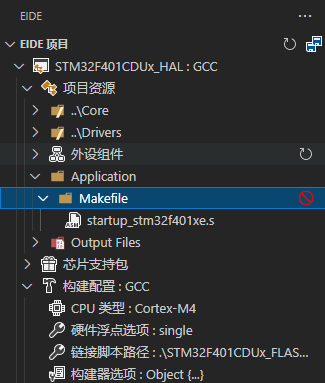 EIDE
EIDE 项目
STM32F401CDUx_HAL : GCC
项目资源
..\Core
..\Drivers
外设组件
Application
Makefile
startup_stm32f401xe.s
Output Files
芯片支持包
构建配置 : GCC
CPU 类型 : Cortex-M4
硬件浮点选项 : single
链接脚本路径 : .\STM32F401CDUx_FLAS...
构建器选项 : Object {...}